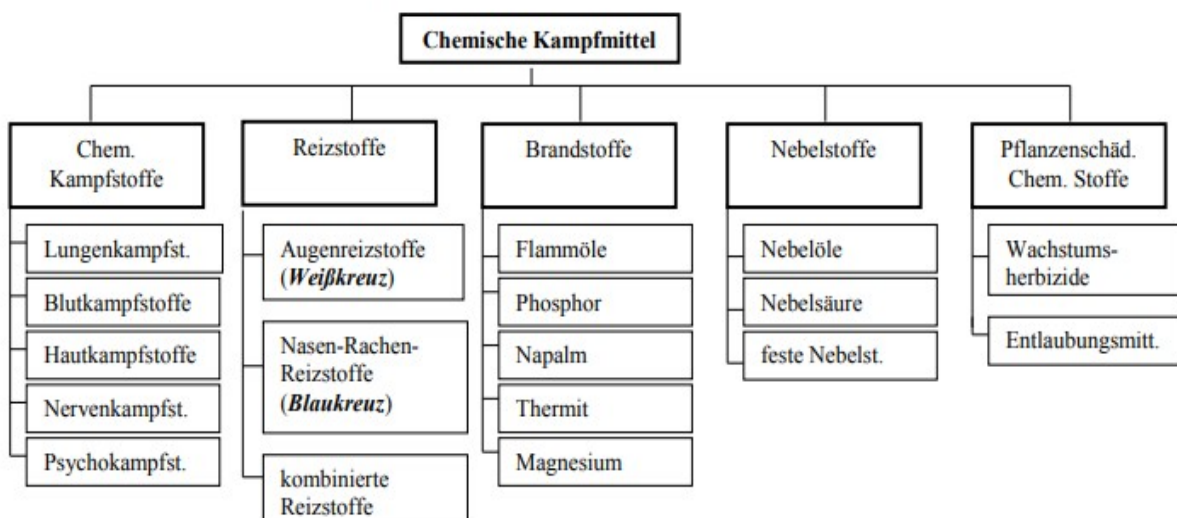 Chemische Kampfmittel
Chem.
Kampfstoffe
Lungenkampfst.
Blutkampfstoffe
Hautkampfstoffe
Nervenkampfst.
Psychokampfst.
Reizstoffe
Augenreizstoffe
(Weißkreuz)
Nasen-Rachen-
Reizstoffe
(Blaukreuz)
kombinierte
Reizstoffe
Brandstoffe
Flammöle
Phosphor
Napalm
Thermit
Magnesium
Nebelstoffe
Nebelöle
Nebelsäure
feste Nebelst.
Pflanzenschäd.
Chem. Stoffe
Wachstums-
herbizide
Entlaubungsmitt.